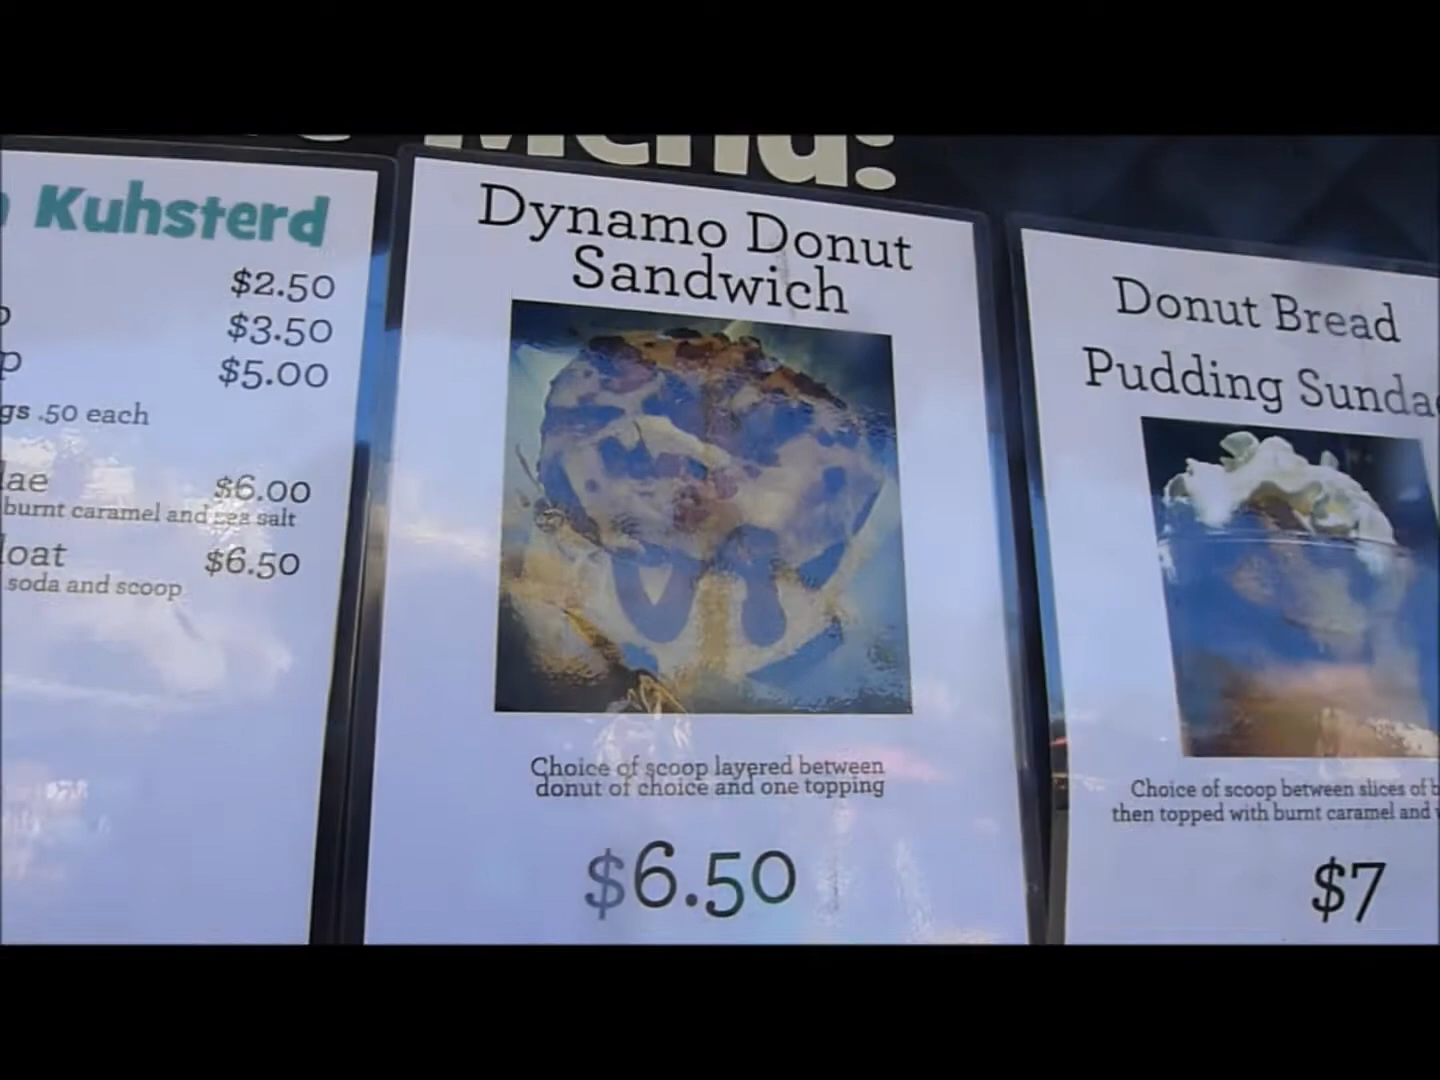 Menu:
Kuhsterd
$2.50
$3.50
$5.00
.50 each
$6.00
burnt caramel and sea salt
$6.50
soda and scoop
Dynamo Donut
Sandwich
Choice of scoop layered between
donut of choice and one topping
$6.50
Donut Bread
Pudding Sunda
Choice of scoop between slices of b
then topped with burnt caramel and
$7